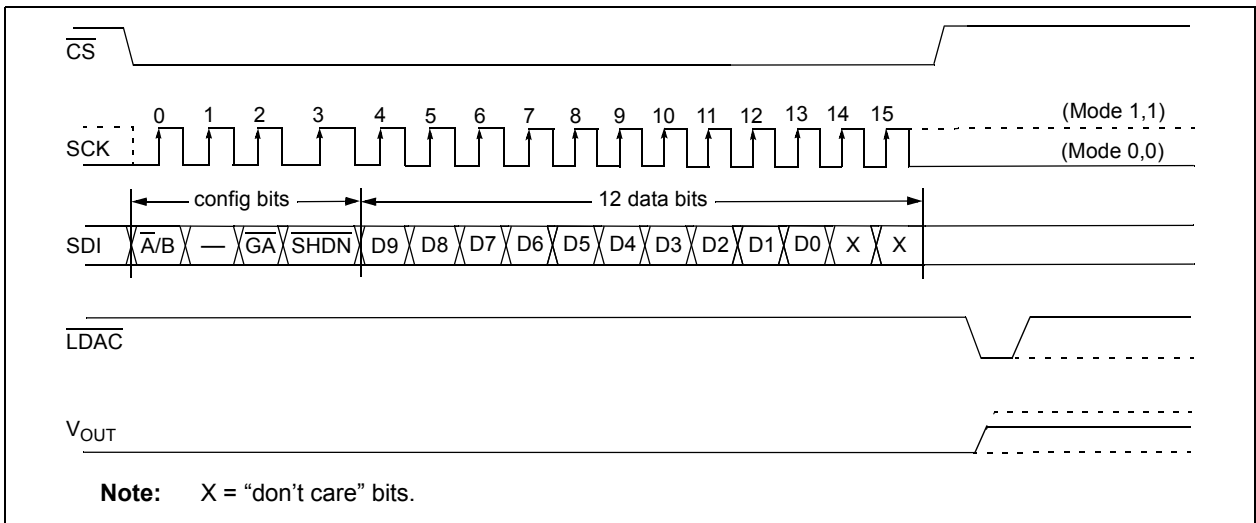 CS
0 1 2 3 4 5 6 7 8 9 10 11 12 13 14 15 (Mode 1,1)
SCK (Mode 0,0)
config bits 12 data bits
SDI A/B — GA SHDN D9 D8 D7 D6 D5 D4 D3 D2 D1 D0 X X
LDAC
VOUT
Note: X = “don’t care” bits.